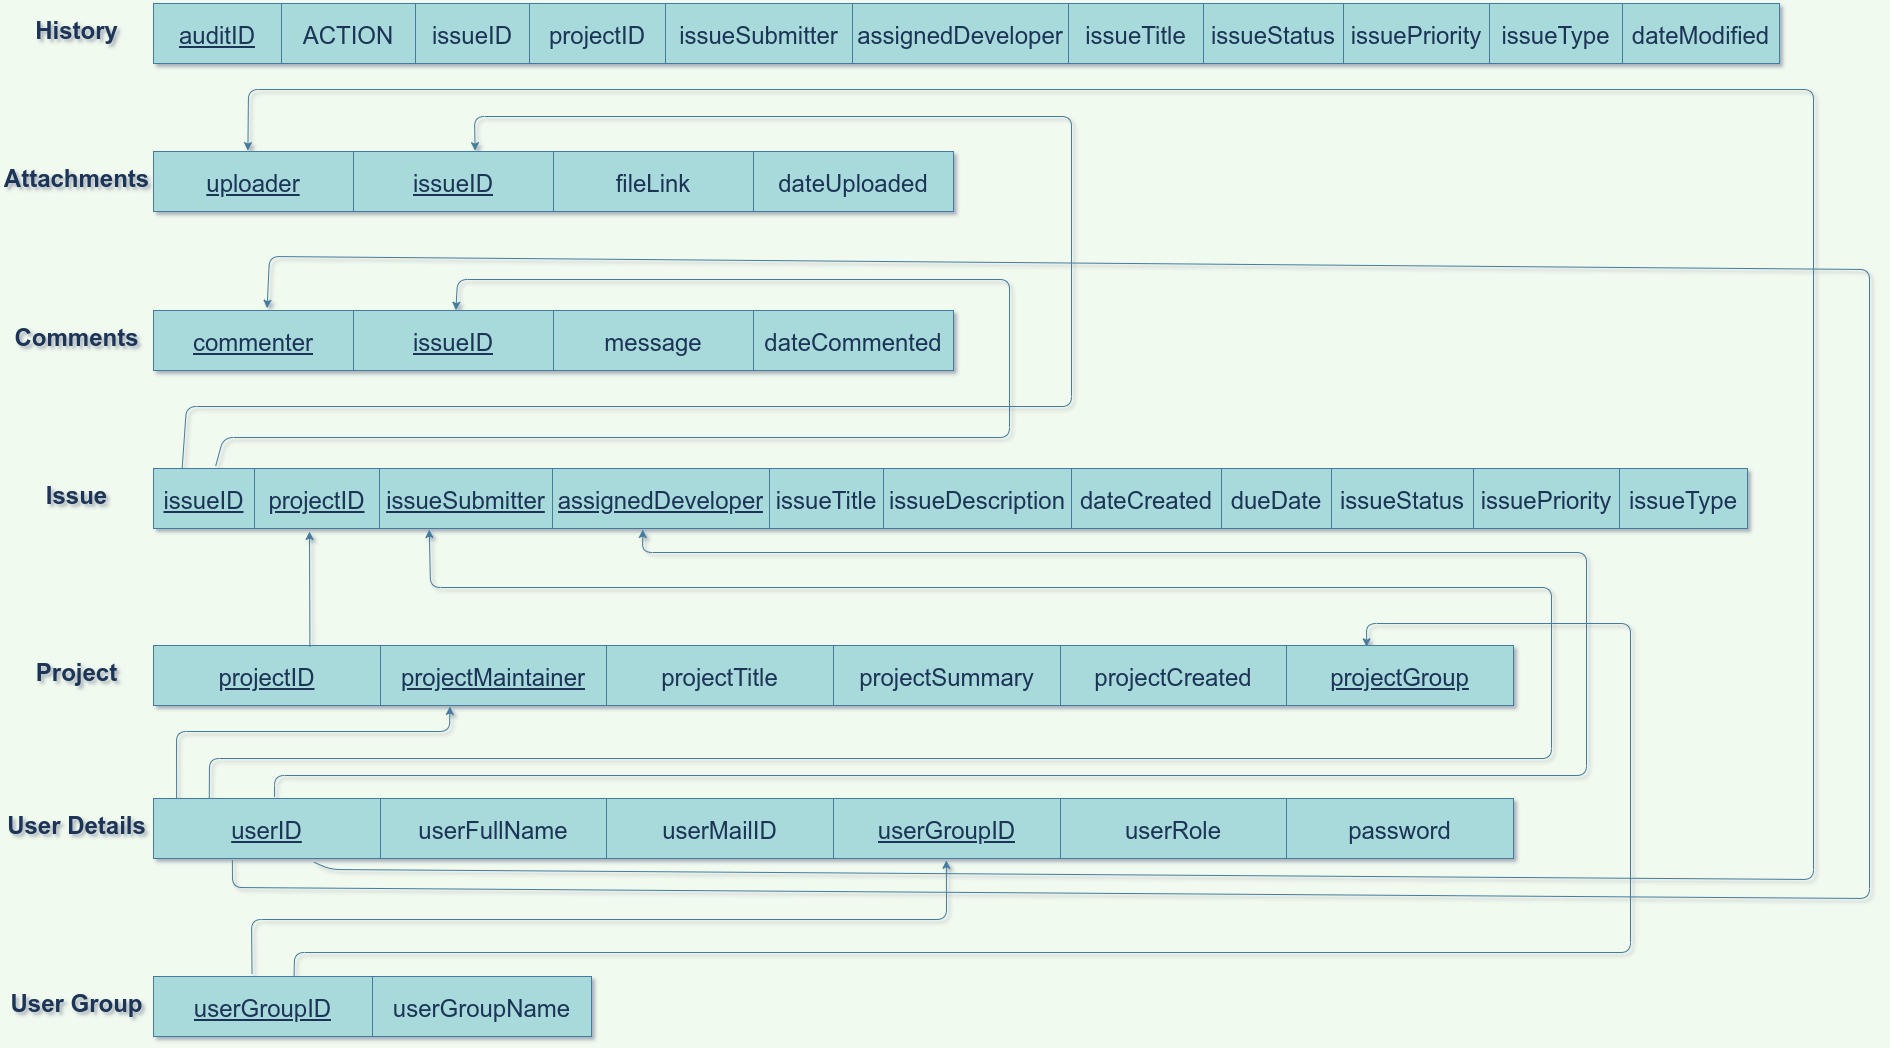 History auditID ACTION issueID projectID issueSubmitter assignedDeveloper issueTitle issueStatus issuePriority issueType dateModified
Attachments uploader issueID fileLink dateUploaded
Comments commenter issueID message dateCommented
Issue issueID projectID issueSubmitter assignedDeveloper issueTitle issueDescription dateCreated dueDate issueStatus issuePriority issueType
Project projectID projectMaintainer projectTitle projectSummary projectCreated projectGroup
User Details userID userFullName userMailID userGroupID userRole password
User Group userGroupID userGroupName